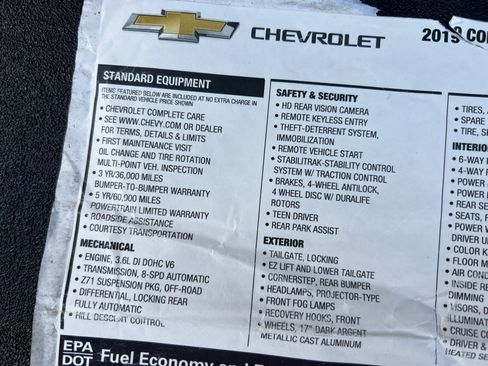 CHEVROLET
2019 CO
STANDARD EQUIPMENT
ITEMS FEATURED BELOW ARE INCLUDED AT NO EXTRA CHARGE IN
THE STANDARD VEHICLE PRICE SHOWN
• CHEVROLET COMPLETE CARE
• SEE WWW.CHEVY.COM OR DEALER
FOR TERMS, DETAILS & LIMITS
• FIRST MAINTENANCE VISIT
OIL CHANGE AND TIRE ROTATION
MULTI-POINT VEH. INSPECTION
• 3 YR/36,000 MILES
BUMPER-TO-BUMPER WARRANTY
• 5 YR/60,900 MILES
POWERTRAIN LIMITED WARRANTY
• ROADSIDE ASSISTANCE
• COURTESY TRANSPORTATION
MECHANICAL
• ENGINE, 3.6L DI DOHC V6
• TRANSMISSION, 8-SPD AUTOMATIC
• Z71 SUSPENSION PKG, OFF-ROAD
• DIFFERENTIAL, LOCKING REAR
FULLY AUTOMATIC
• HILL DESCENT CONTROL
SAFETY & SECURITY
• HD REAR VISION CAMERA
• REMOTE KEYLESS ENTRY
• THEFT-DETERRENT SYSTEM,
IMMOBILIZATION
• REMOTE VEHICLE START
• STABILITRAK-STABILITY CONTROL
SYSTEM W/ TRACTION CONTROL
• BRAKES, 4-WHEEL ANTILOCK,
4 WHEEL DISC W/ DURALIFE
ROTORS
• TEEN DRIVER
• REAR PARK ASSIST
EXTERIOR
• TAILGATE, LOCKING
• EZ LIFT AND LOWER TAILGATE
• CORNERSTEP, REAR BUMPER
• HEADLAMPS, PROJECTOR-TYPE
• FRONT FOG LAMPS
• RECOVERY HOOKS, FRONT
• WHEELS, 17" DARK ARGENT
METALLIC CAST ALUMINUM
• TIRES,
• SPARE
• TIRE
INTERIO
• 6-WAY
• 4-WAY
• POWER
• POWER
REAR
• SEATS,
• POWER
DRIVER
• COLOR K
• FLOOR M
• AIR CON
• INSIDE
DIMMING
• VISORS,
ILLUMIN
• CRUISE CO
• DRIVER &
HEATED SE
EPA
DOT
Fuel Economy and